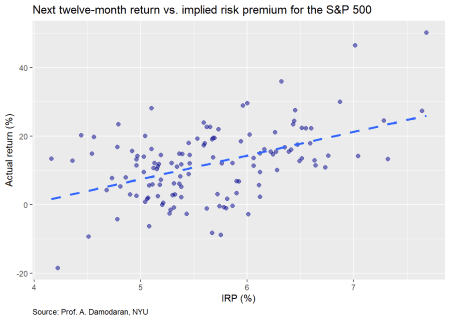 Next twelve-month return vs. implied risk premium for the S&P 500
Actual return (%)
40
20
0
-20
4
5
6
7
IRP (%)
Source: Prof. A. Damodaran, NYU